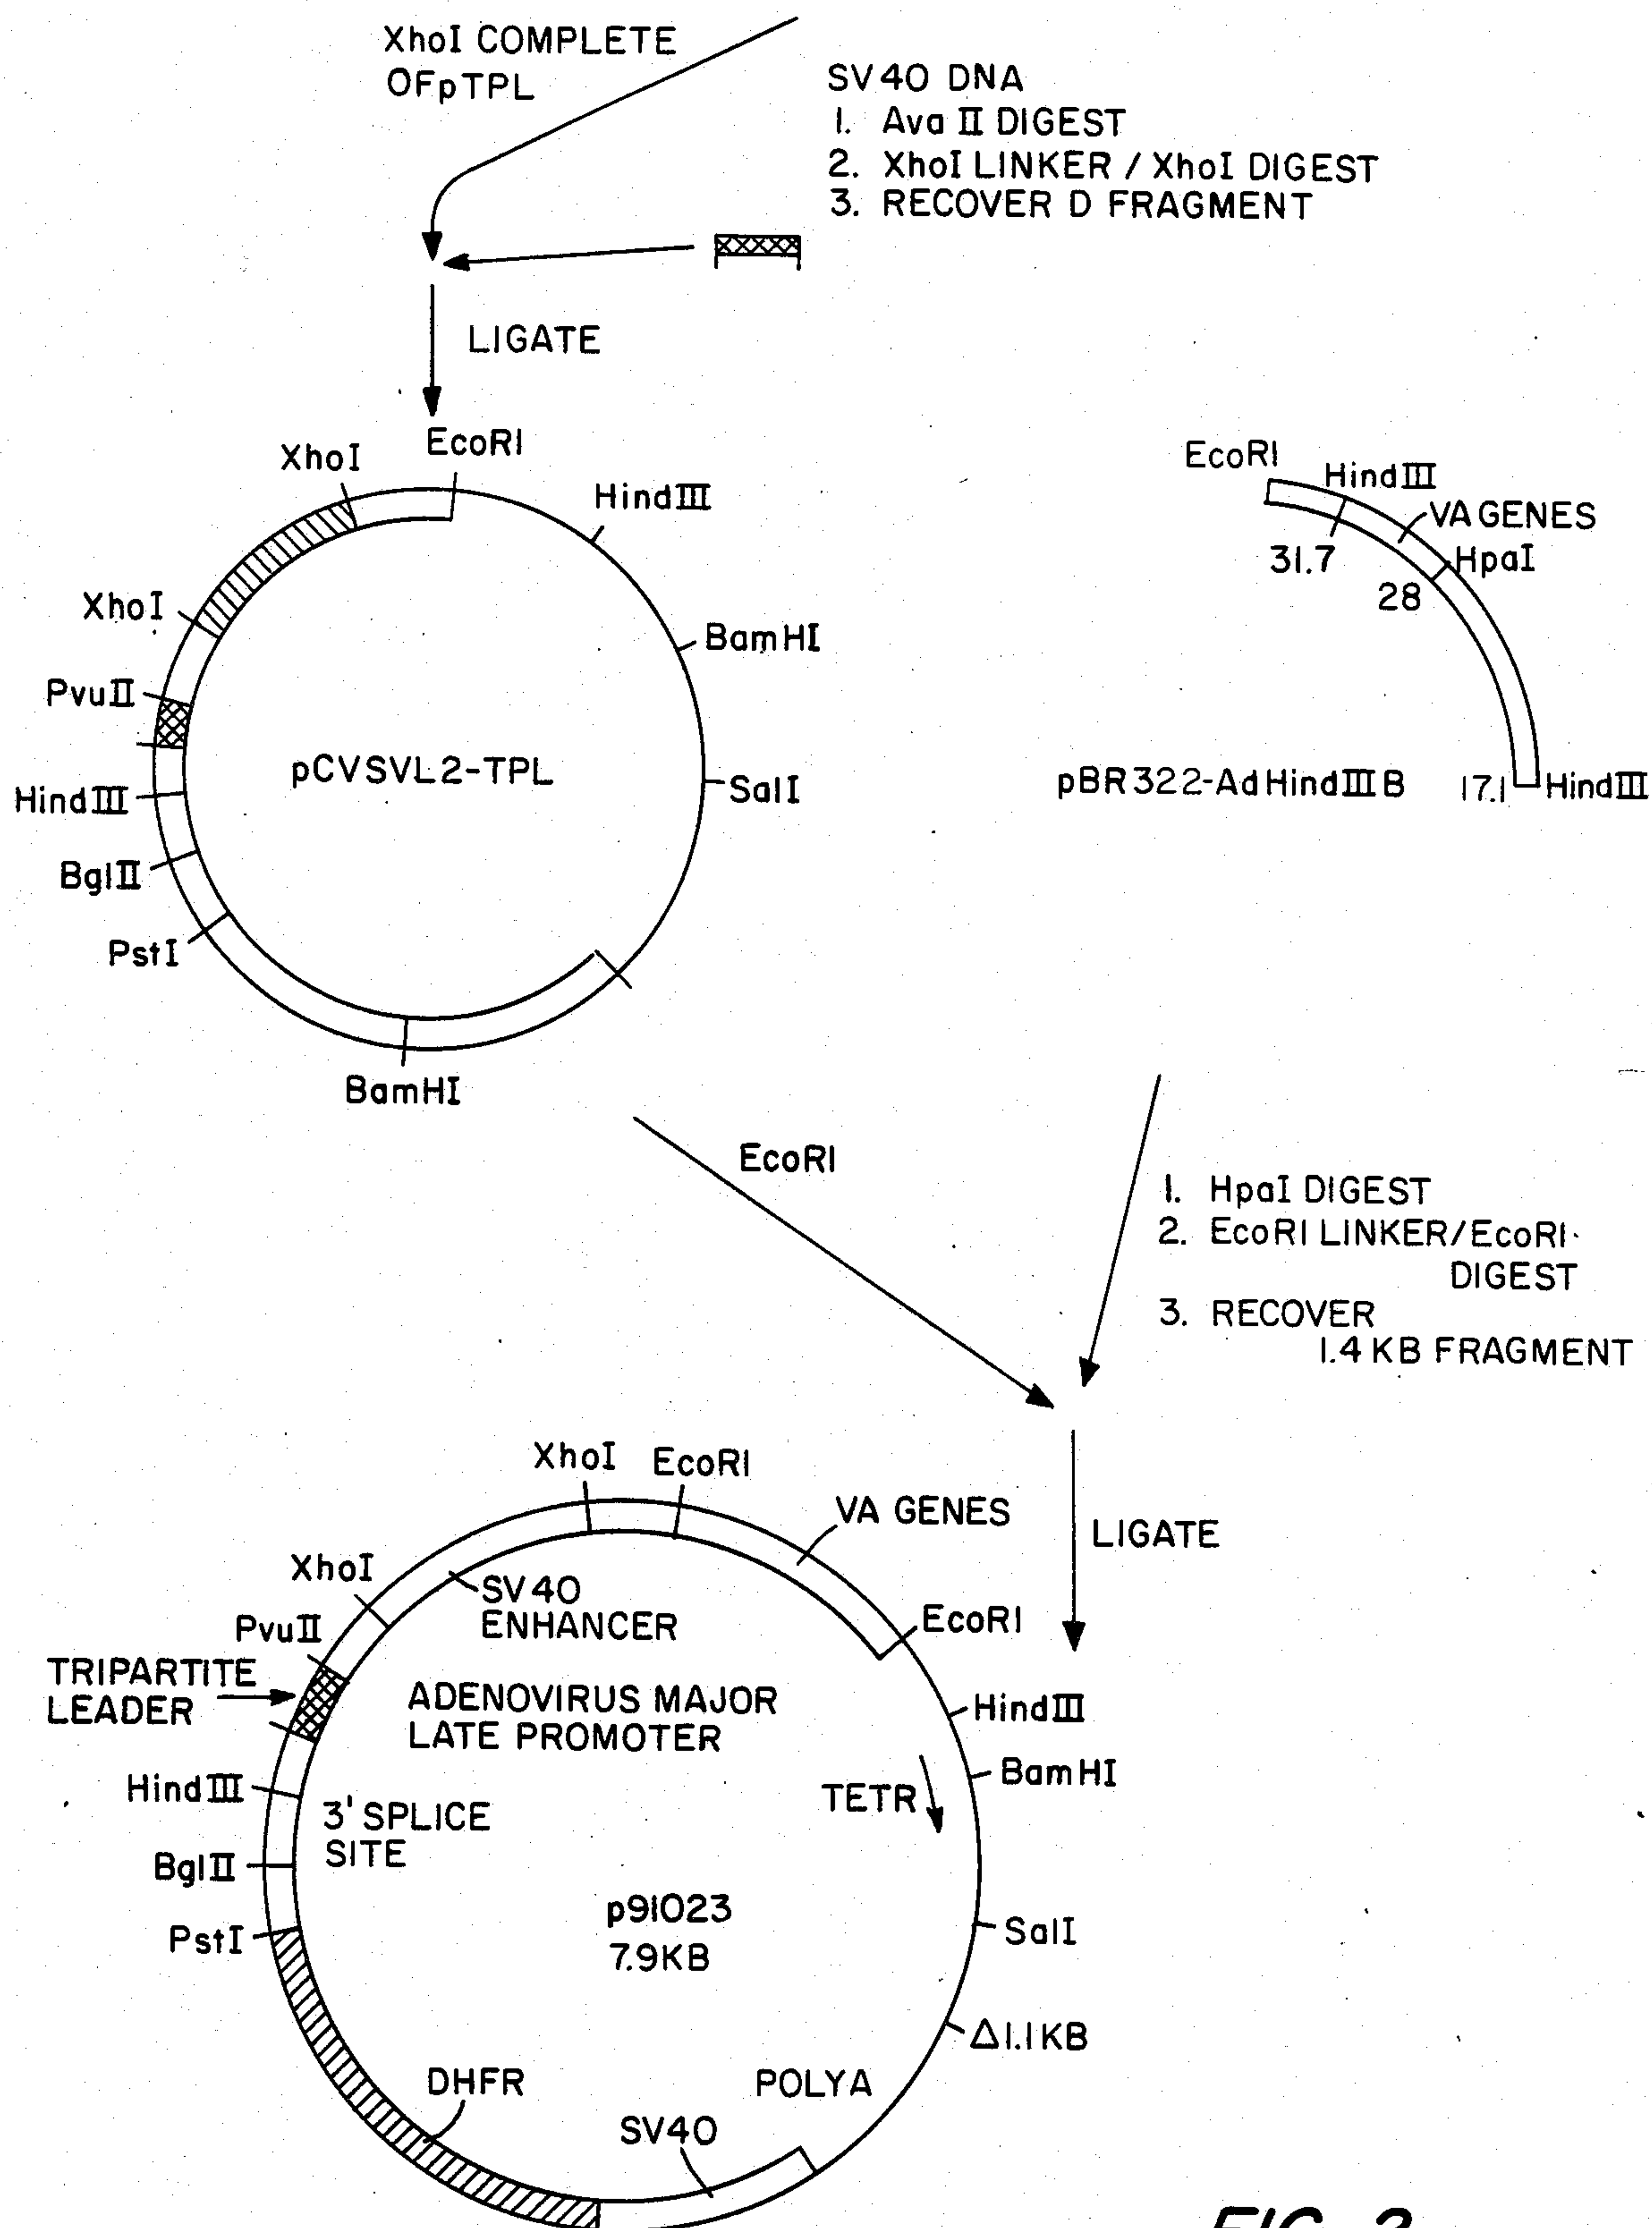 XhoI COMPLETE
OFpTPL
SV40 DNA
1. Ava II DIGEST
2. XhoI LINKER / XhoI DIGEST
3. RECOVER D FRAGMENT
LIGATE
XhoI
EcoRI
HindIII
XhoI
BamHI
PvuII
pCVSVL2-TPL
SalI
HindIII
BglII
PstI
BamHI
EcoRI
HindIII
VA GENES
31.7
HpaI
28
pBR322-AdHindIIIB
17.1
HindIII
EcoRI
1. HpaI DIGEST
2. EcoRI LINKER/EcoRI
DIGEST
3. RECOVER
1.4 KB FRAGMENT
LIGATE
XhoI
EcoRI
VA GENES
XhoI
SV40
ENHANCER
PvuII
EcoRI
TRIPARTITE
LEADER
ADENOVIRUS MAJOR
LATE PROMOTER
HindIII
BamHI
HindIII
TETR
3' SPLICE
SITE
BglII
p91023
7.9KB
PstI
SalI
Δ1.1KB
DHFR
POLYA
SV40
FIG. 2